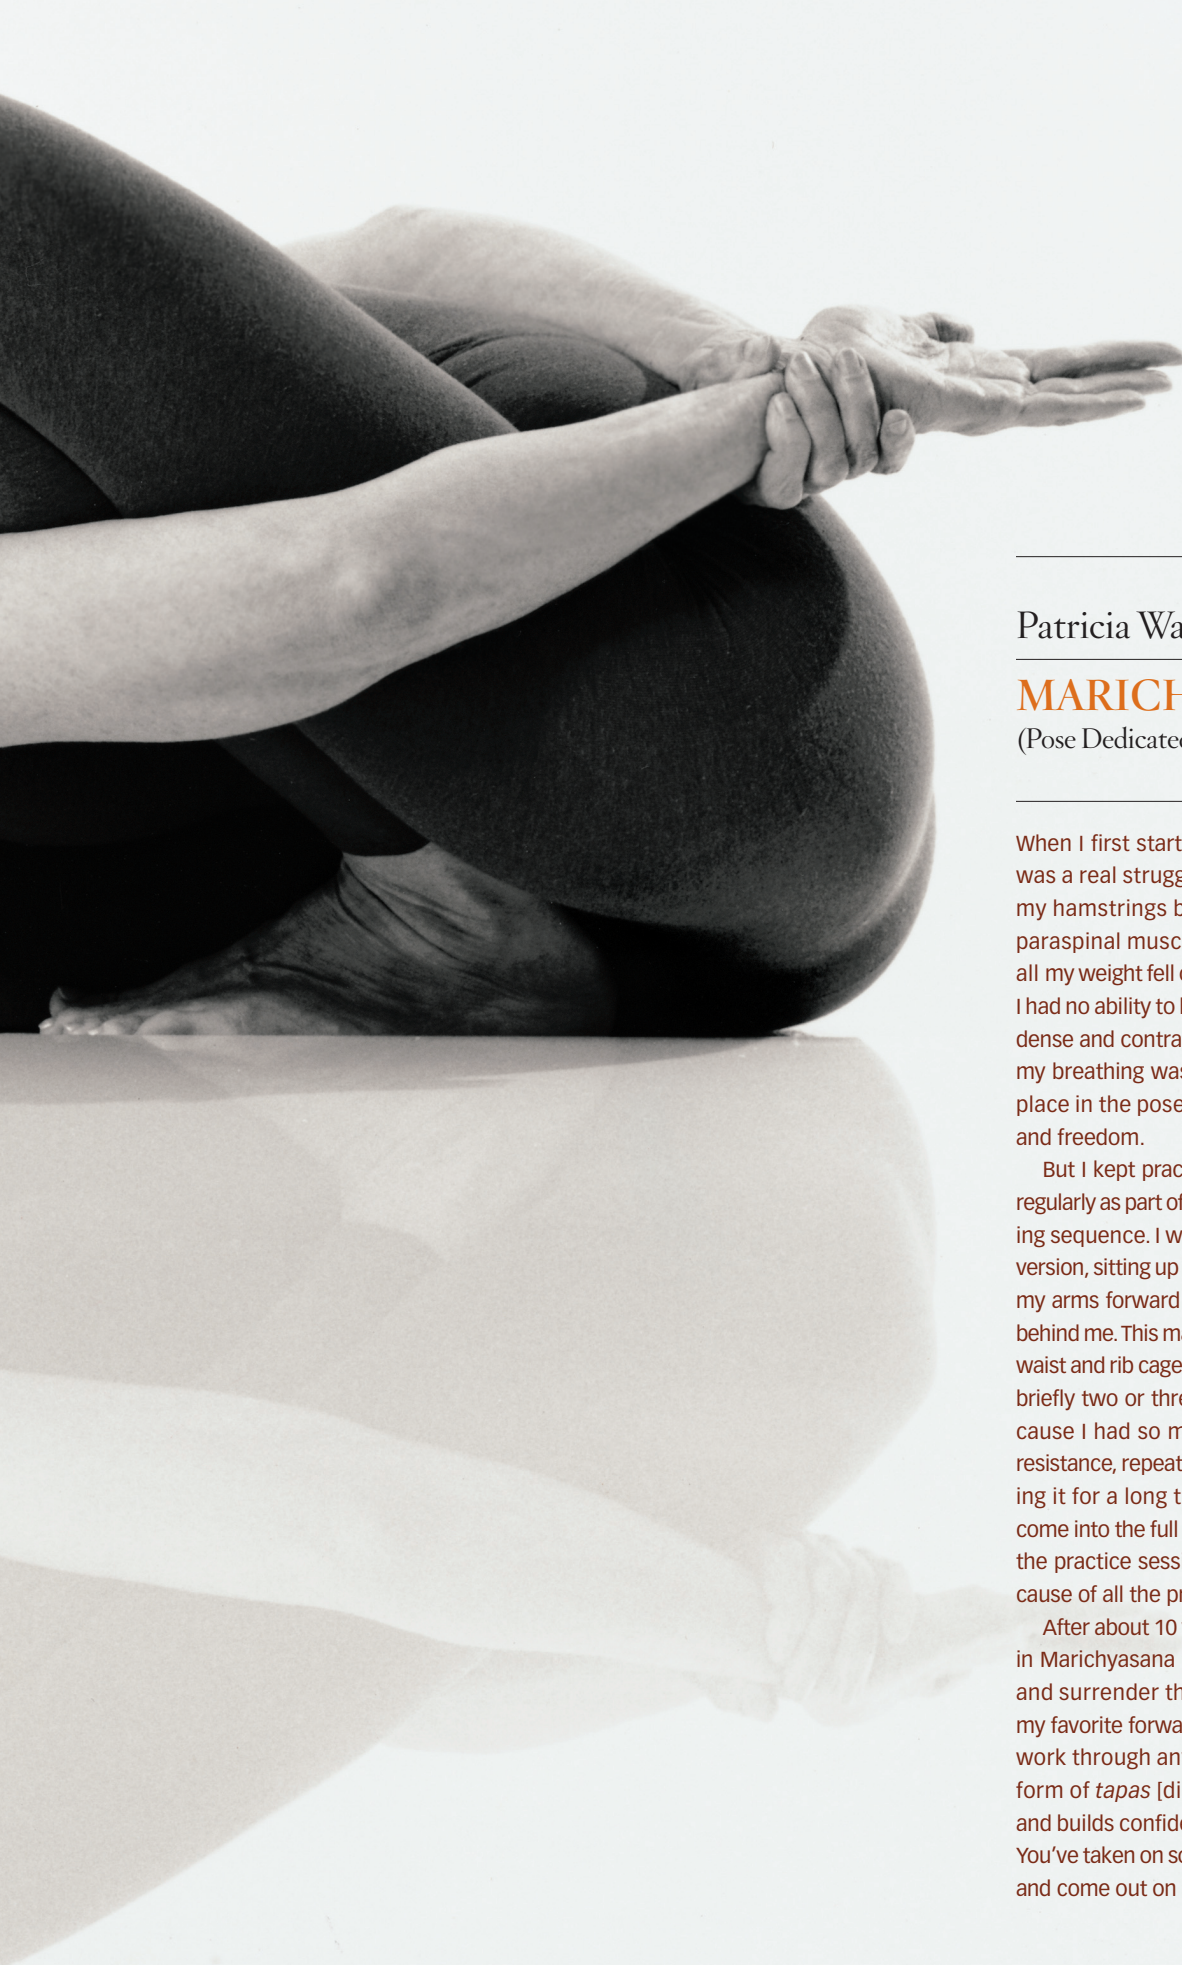 Patricia Wa
MARICH
(Pose Dedicated
When I first start
was a real strugg
my hamstrings b
paraspinal musc
all my weight fell
I had no ability to
dense and contra
my breathing was
place in the pose
and freedom.
But I kept prac
regularly as part of
ing sequence. I w
version, sitting up
my arms forward
behind me. This ma
waist and rib cage
briefly two or thre
cause I had so m
resistance, repeat
ing it for a long t
come into the full
the practice sess
cause of all the pr
After about 10
in Marichyasana
and surrender th
my favorite forwa
work through an
form of tapas [di
and builds confide
You’ve taken on so
and come out on